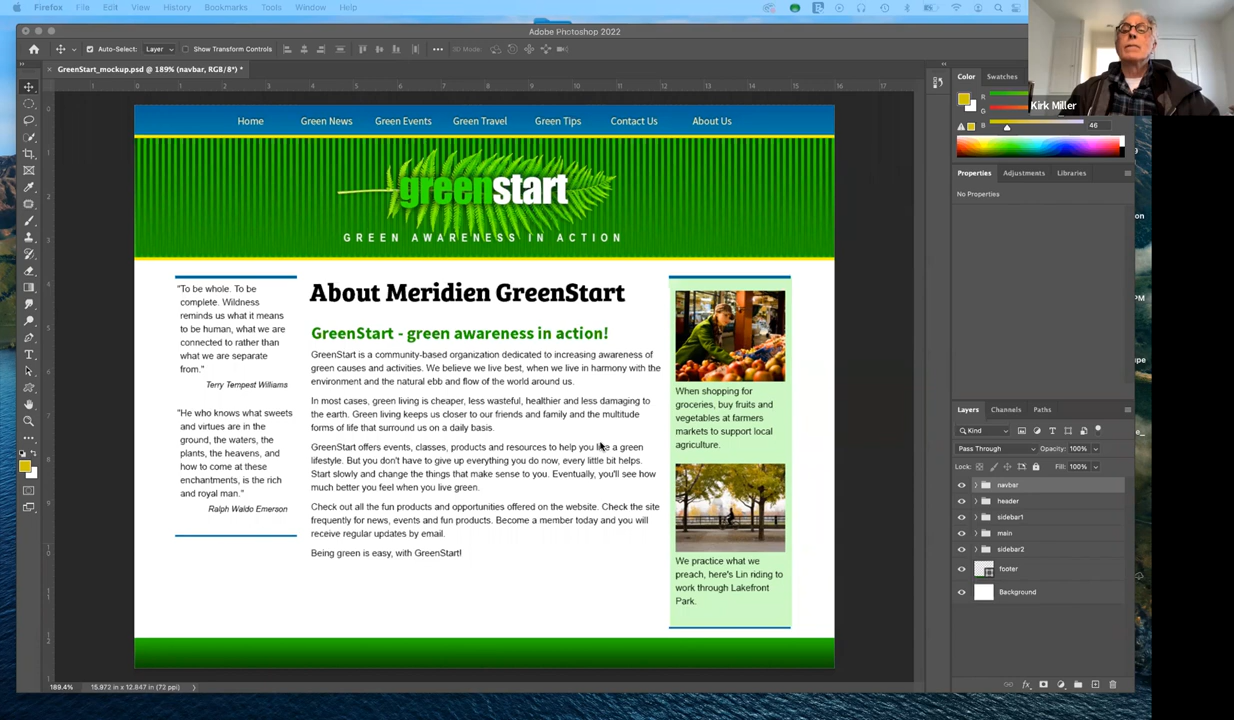 Firefox File Edit View History Bookmarks Tools Window Help
Adobe Photoshop 2022
Auto-Select: Layer Show Transform Controls 3D Mode:
GreenStart_mockup.psd @ 189% (navbar, RGB/8*) *
Color Swatches
Kirk Miller
R
G
B 46
Properties Adjustments Libraries
No Properties
Home Green News Green Events Green Travel Green Tips Contact Us About Us
greenstart
GREEN AWARENESS IN ACTION
"To be whole. To be
complete. Wildness
reminds us what it means
to be human, what we are
connected to rather than
what we are separate
from."
Terry Tempest Williams
"He who knows what sweets
and virtues are in the
ground, the waters, the
plants, the heavens, and
how to come at these
enchantments, is the rich
and royal man."
Ralph Waldo Emerson
About Meridien GreenStart
GreenStart - green awareness in action!
GreenStart is a community-based organization dedicated to increasing awareness of
green causes and activities. We believe we live best, when we live in harmony with the
environment and the natural ebb and flow of the world around us.
In most cases, green living is cheaper, less wasteful, healthier and less damaging to
the earth. Green living keeps us closer to our friends and family and the multitude
forms of life that surround us on a daily basis.
GreenStart offers events, classes, products and resources to help you live a green
lifestyle. But you don't have to give up everything you do now, every little bit helps.
Start slowly and change the things that make sense to you. Eventually, you'll see how
much better you feel when you live green.
Check out all the fun products and opportunities offered on the website. Check the site
frequently for news, events and fun products. Become a member today and you will
receive regular updates by email.
Being green is easy, with GreenStart!
When shopping for
groceries, buy fruits and
vegetables at farmers
markets to support local
agriculture.
We practice what we
preach, here's Lin riding to
work through Lakefront
Park.
Layers Channels Paths
Kind
Pass Through Opacity: 100%
Lock: Fill: 100%
navbar
header
sidebar1
main
sidebar2
footer
Background
189.4% 15.972 in x 12.847 in (72 ppi)